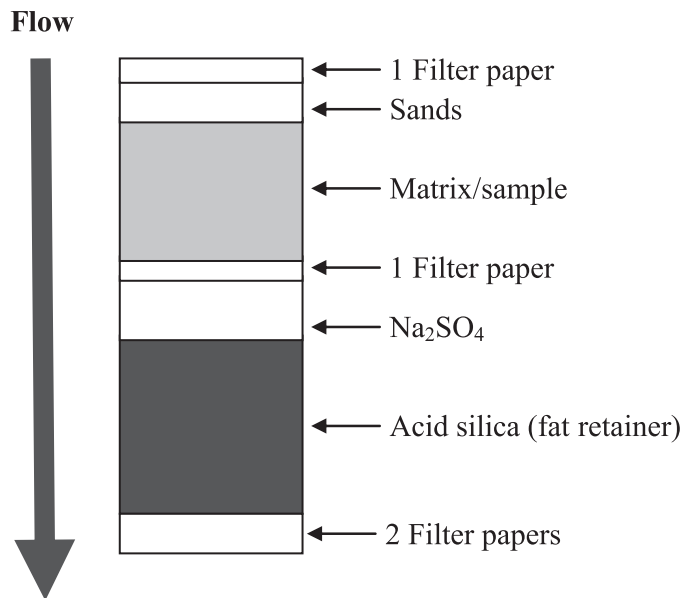 Flow
1 Filter paper
Sands
Matrix/sample
1 Filter paper
Na₂SO₄
Acid silica (fat retainer)
2 Filter papers